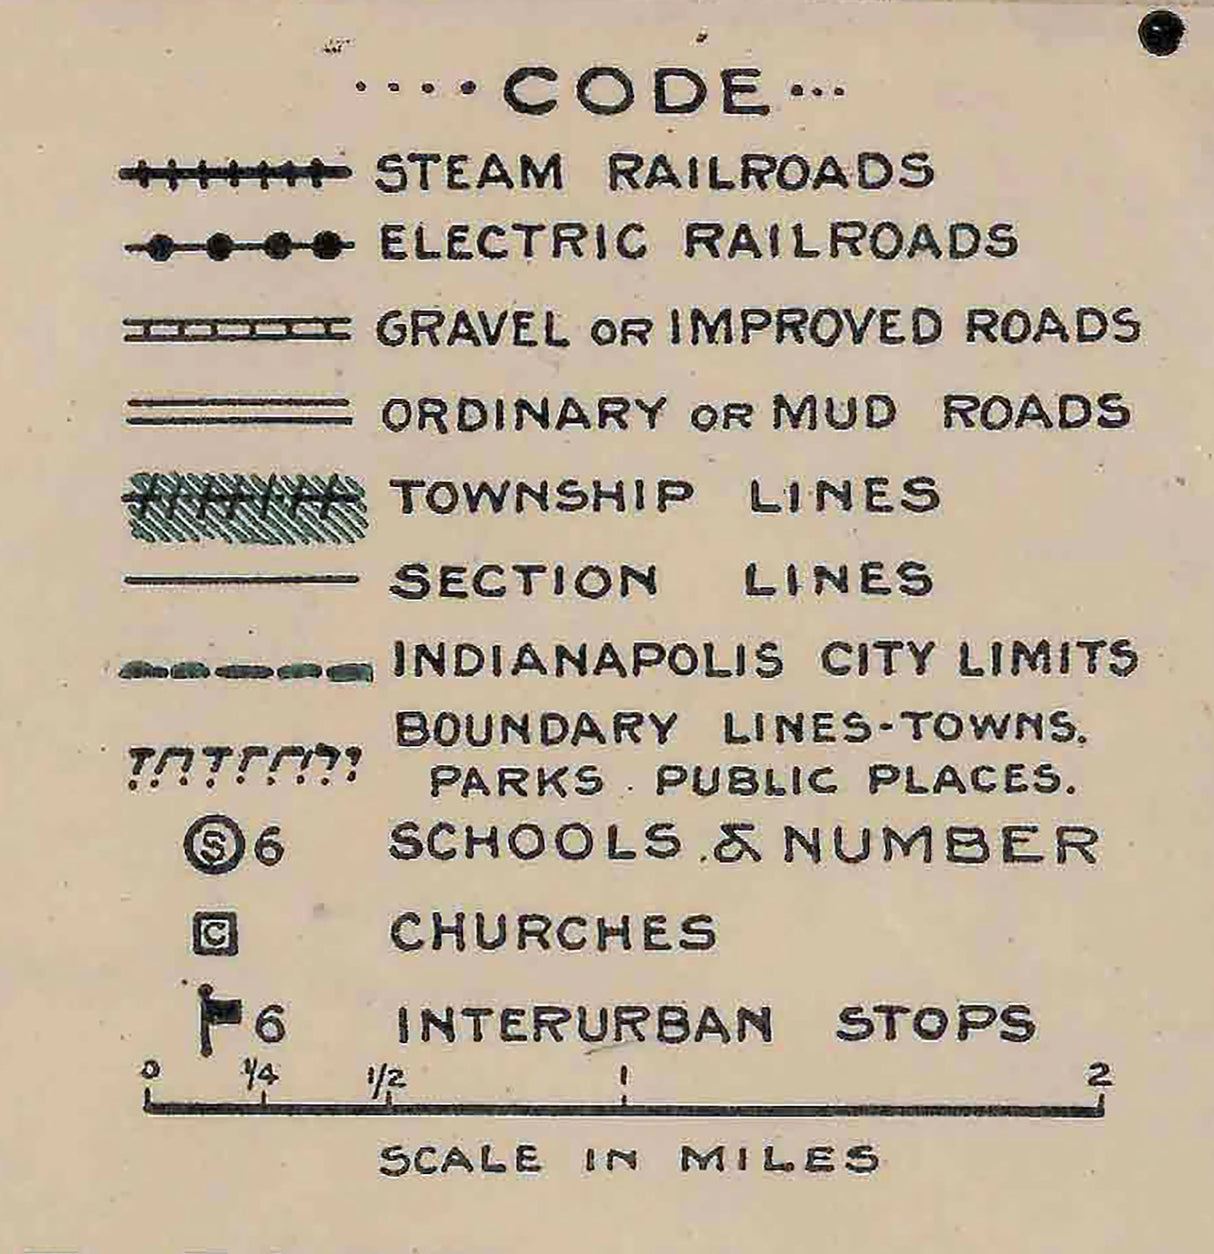 ····CODE···
STEAM RAILROADS
ELECTRIC RAILROADS
GRAVEL OR IMPROVED ROADS
ORDINARY OR MUD ROADS
TOWNSHIP LINES
SECTION LINES
INDIANAPOLIS CITY LIMITS
BOUNDARY LINES-TOWNS.
PARKS. PUBLIC PLACES.
S 6 SCHOOLS & NUMBER
C CHURCHES
6 INTERURBAN STOPS
0 1/4 1/2 1 2
SCALE IN MILES